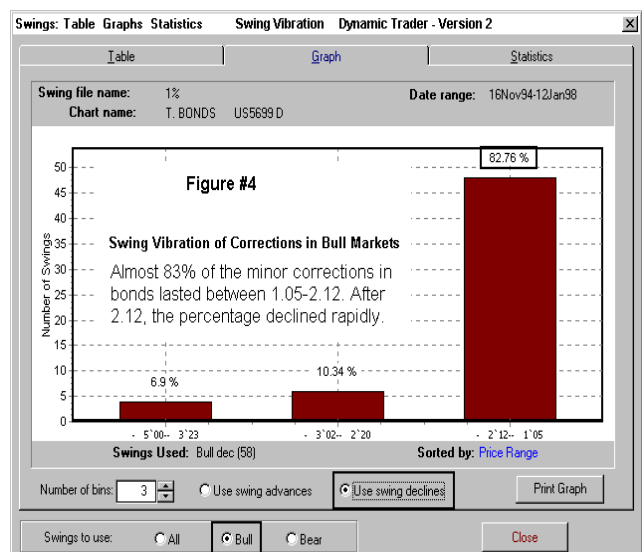 Swings: Table Graphs Statistics Swing Vibration Dynamic Trader - Version 2
Table Graph Statistics
Swing file name: 1% Date range: 16Nov94-12Jan98
Chart name: T. BONDS US5699 D
82.76 %
50
Figure #4
45
40
35
Swing Vibration of Corrections in Bull Markets
30
Almost 83% of the minor corrections in
bonds lasted between 1.05-2.12. After
2.12, the percentage declined rapidly.
25
20
15
10
5
0
Number of Swings
6.9 %
10.34 %
- 5`00-- 3`23 - 3`02-- 2`20 - 2`12-- 1`05
Swings Used: Bull dec (58) Sorted by: Price Range
Number of bins: 3 Use swing advances Use swing declines Print Graph
Swings to use: All Bull Bear Close